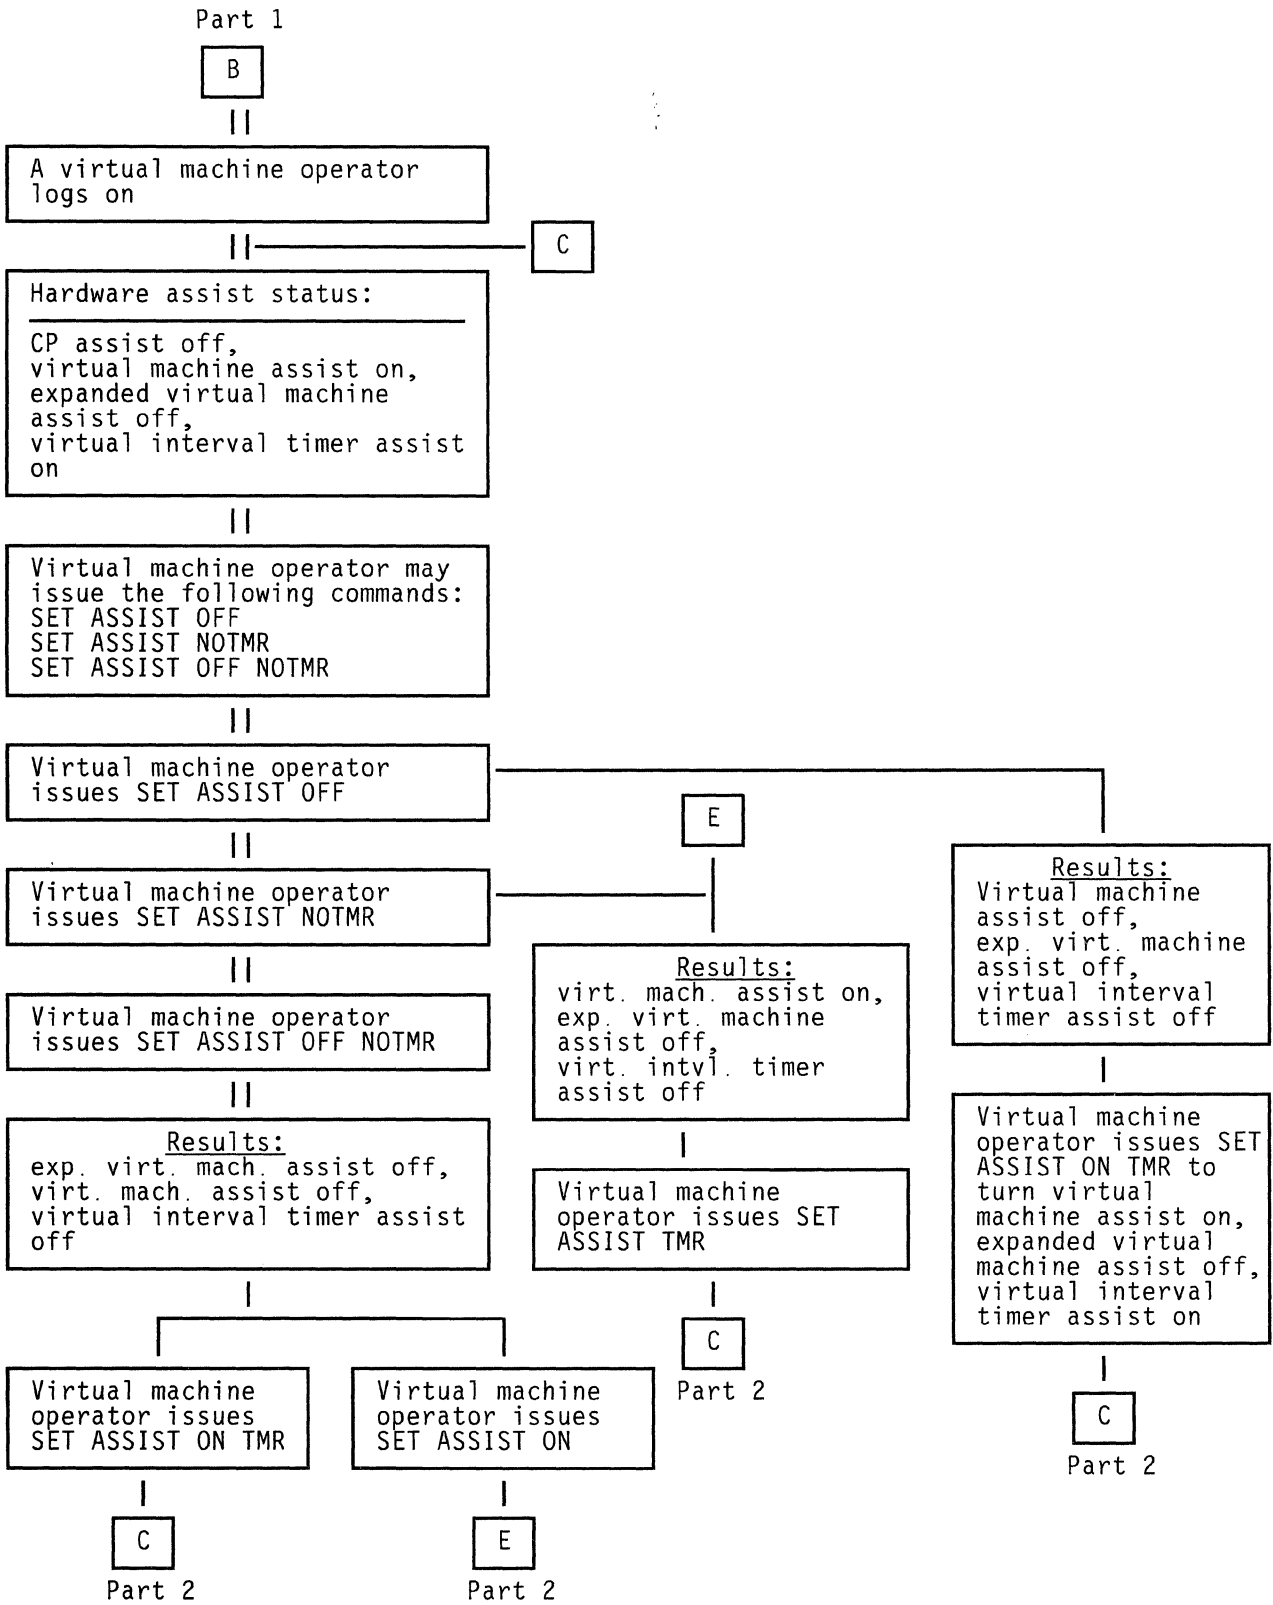 Part 1
B
A virtual machine operator
logs on
C
Hardware assist status:
CP assist off,
virtual machine assist on,
expanded virtual machine
assist off,
virtual interval timer assist
on
Virtual machine operator may
issue the following commands:
SET ASSIST OFF
SET ASSIST NOTMR
SET ASSIST OFF NOTMR
Virtual machine operator
issues SET ASSIST OFF
Virtual machine operator
issues SET ASSIST NOTMR
Virtual machine operator
issues SET ASSIST OFF NOTMR
Results:
exp. virt. mach. assist off,
virt. mach. assist off,
virtual interval timer assist
off
Virtual machine
operator issues
SET ASSIST ON TMR
C
Part 2
Virtual machine
operator issues
SET ASSIST ON
E
Part 2
E
Results:
virt. mach. assist on,
exp. virt. machine
assist off,
virt. intvl. timer
assist off
Virtual machine
operator issues SET
ASSIST TMR
C
Part 2
Results:
Virtual machine
assist off,
exp. virt. machine
assist off,
virtual interval
timer assist off
Virtual machine
operator issues SET
ASSIST ON TMR to
turn virtual
machine assist on,
expanded virtual
machine assist off,
virtual interval
timer assist on
C
Part 2